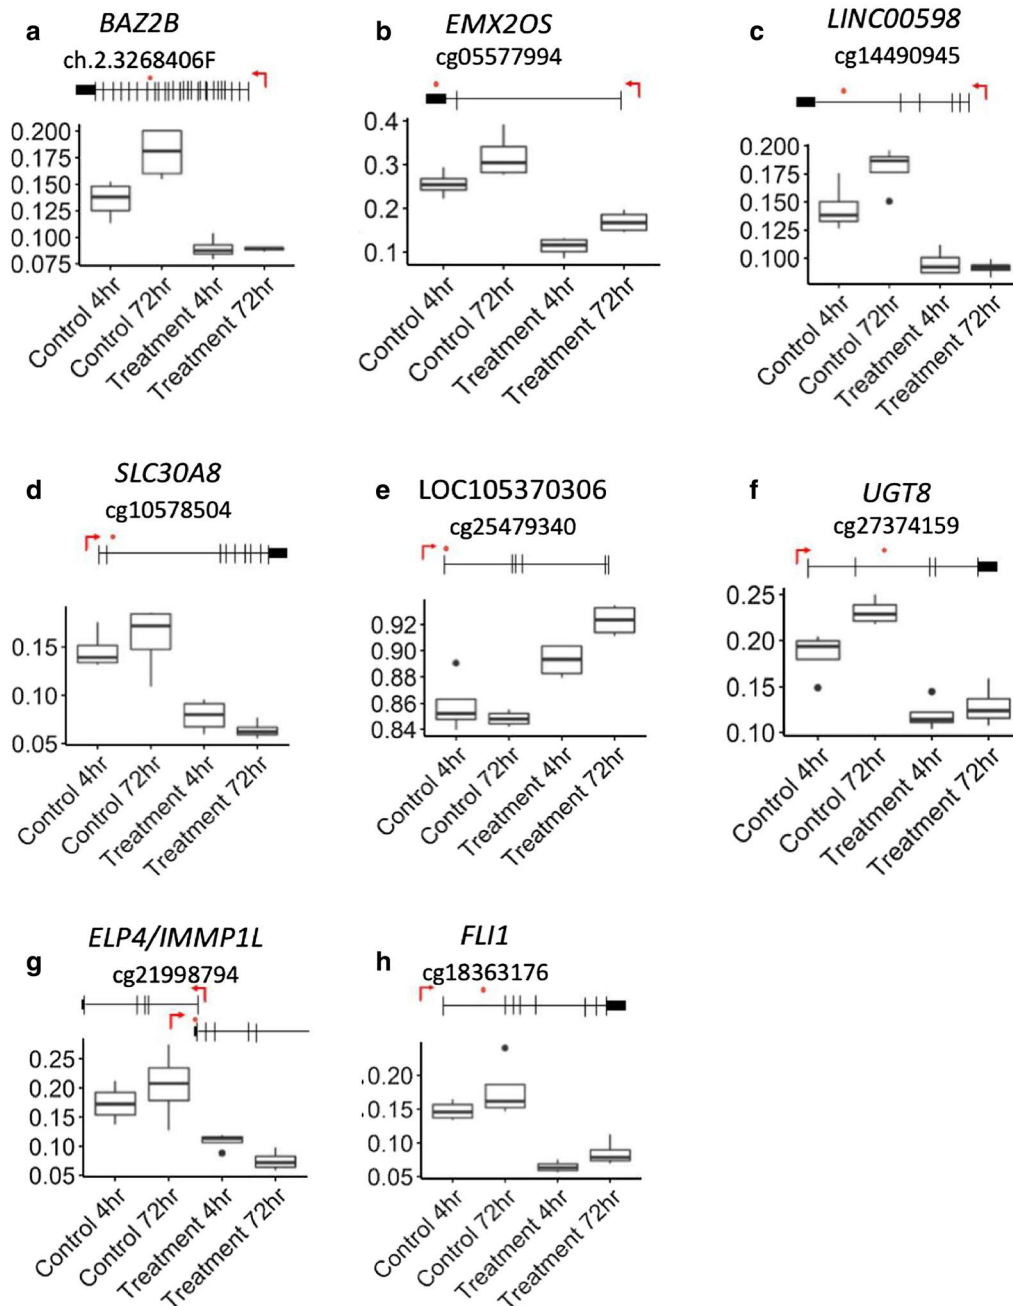 a
BAZ2B
ch.2.3268406F
0.200
0.175
0.150
0.125
0.100
0.075
Control 4hr
Control 72hr
Treatment 4hr
Treatment 72hr
b
EMX2OS
cg05577994
0.4
0.3
0.2
0.1
Control 4hr
Control 72hr
Treatment 4hr
Treatment 72hr
c
LINC00598
cg14490945
0.200
0.175
0.150
0.125
0.100
Control 4hr
Control 72hr
Treatment 4hr
Treatment 72hr
d
SLC30A8
cg10578504
0.15
0.10
0.05
Control 4hr
Control 72hr
Treatment 4hr
Treatment 72hr
e
LOC105370306
cg25479340
0.92
0.90
0.88
0.86
0.84
Control 4hr
Control 72hr
Treatment 4hr
Treatment 72hr
f
UGT8
cg27374159
0.25
0.20
0.15
0.10
Control 4hr
Control 72hr
Treatment 4hr
Treatment 72hr
g
ELP4/IMMP1L
cg21998794
0.25
0.20
0.15
0.10
0.05
Control 4hr
Control 72hr
Treatment 4hr
Treatment 72hr
h
FLI1
cg18363176
.20
.15
0.10
0.05
Control 4hr
Control 72hr
Treatment 4hr
Treatment 72hr